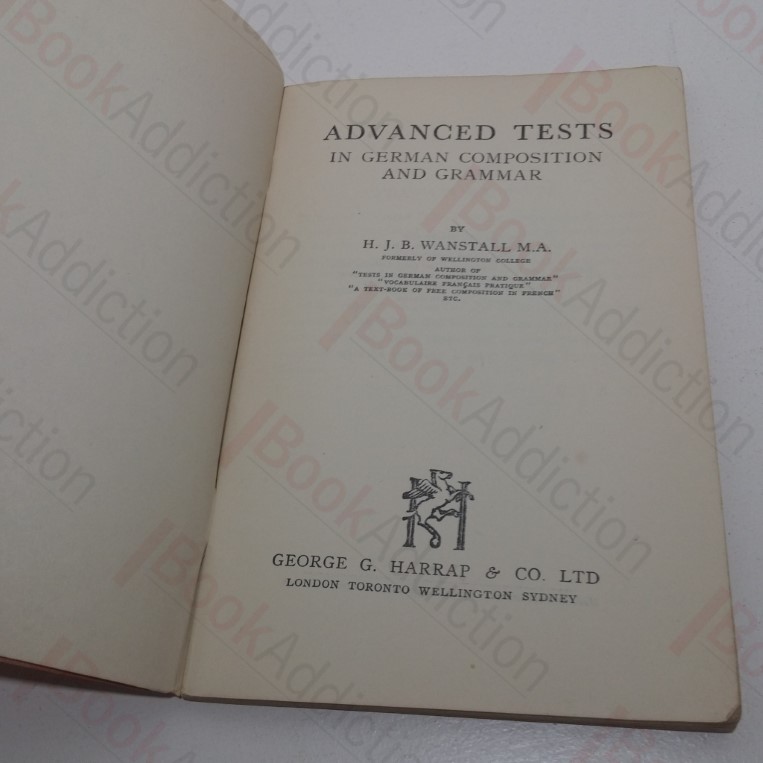 ADVANCED TESTS
IN GERMAN COMPOSITION
AND GRAMMAR
BY
H. J. B. WANSTALL M.A.
FORMERLY OF WELLINGTON COLLEGE
AUTHOR OF
"TESTS IN GERMAN COMPOSITION AND GRAMMAR"
"VOCABULAIRE FRANÇAIS PRATIQUE"
"A TEXT-BOOK OF FREE COMPOSITION IN FRENCH"
ETC.
GEORGE G. HARRAP & CO. LTD
LONDON TORONTO WELLINGTON SYDNEY
BookAddiction